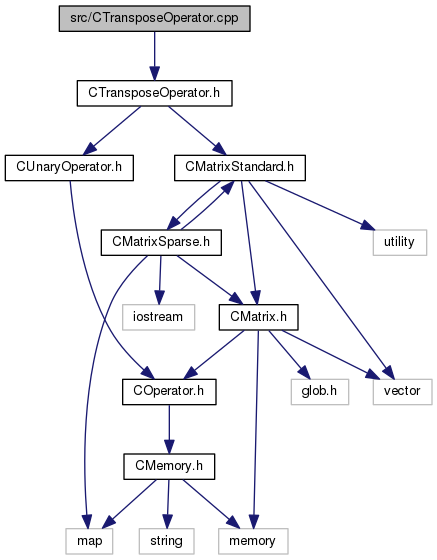 src/CTransposeOperator.cpp
CTransposeOperator.h
CUnaryOperator.h
CMatrixStandard.h
CMatrixSparse.h
utility
iostream
CMatrix.h
COperator.h
glob.h
vector
CMemory.h
map
string
memory